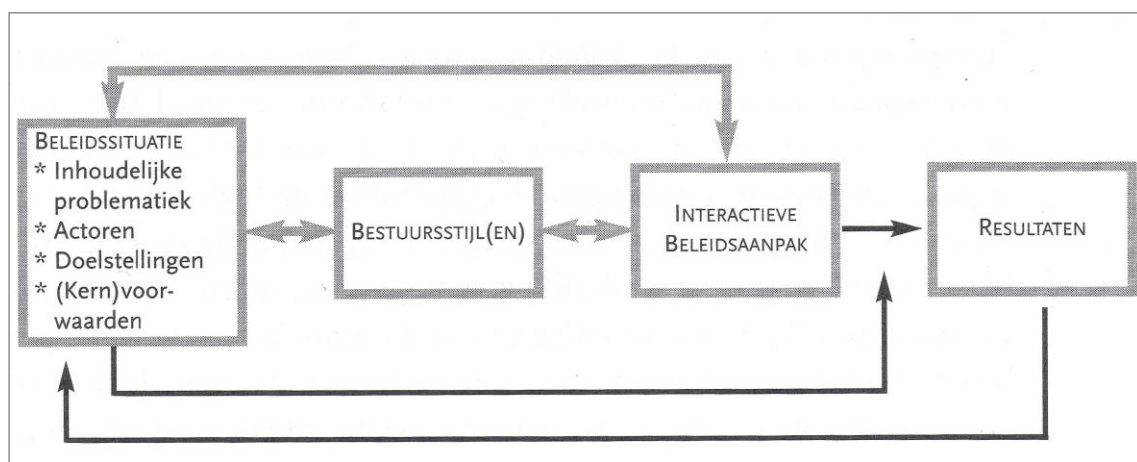 BELEIDSSITUATIE
* Inhoudelijke
problematiek
* Actoren
* Doelstellingen
* (Kern)voor-
waarden
BESTUURSSTIJL(EN)
INTERACTIEVE
BELEIDSAANPAK
RESULTATEN